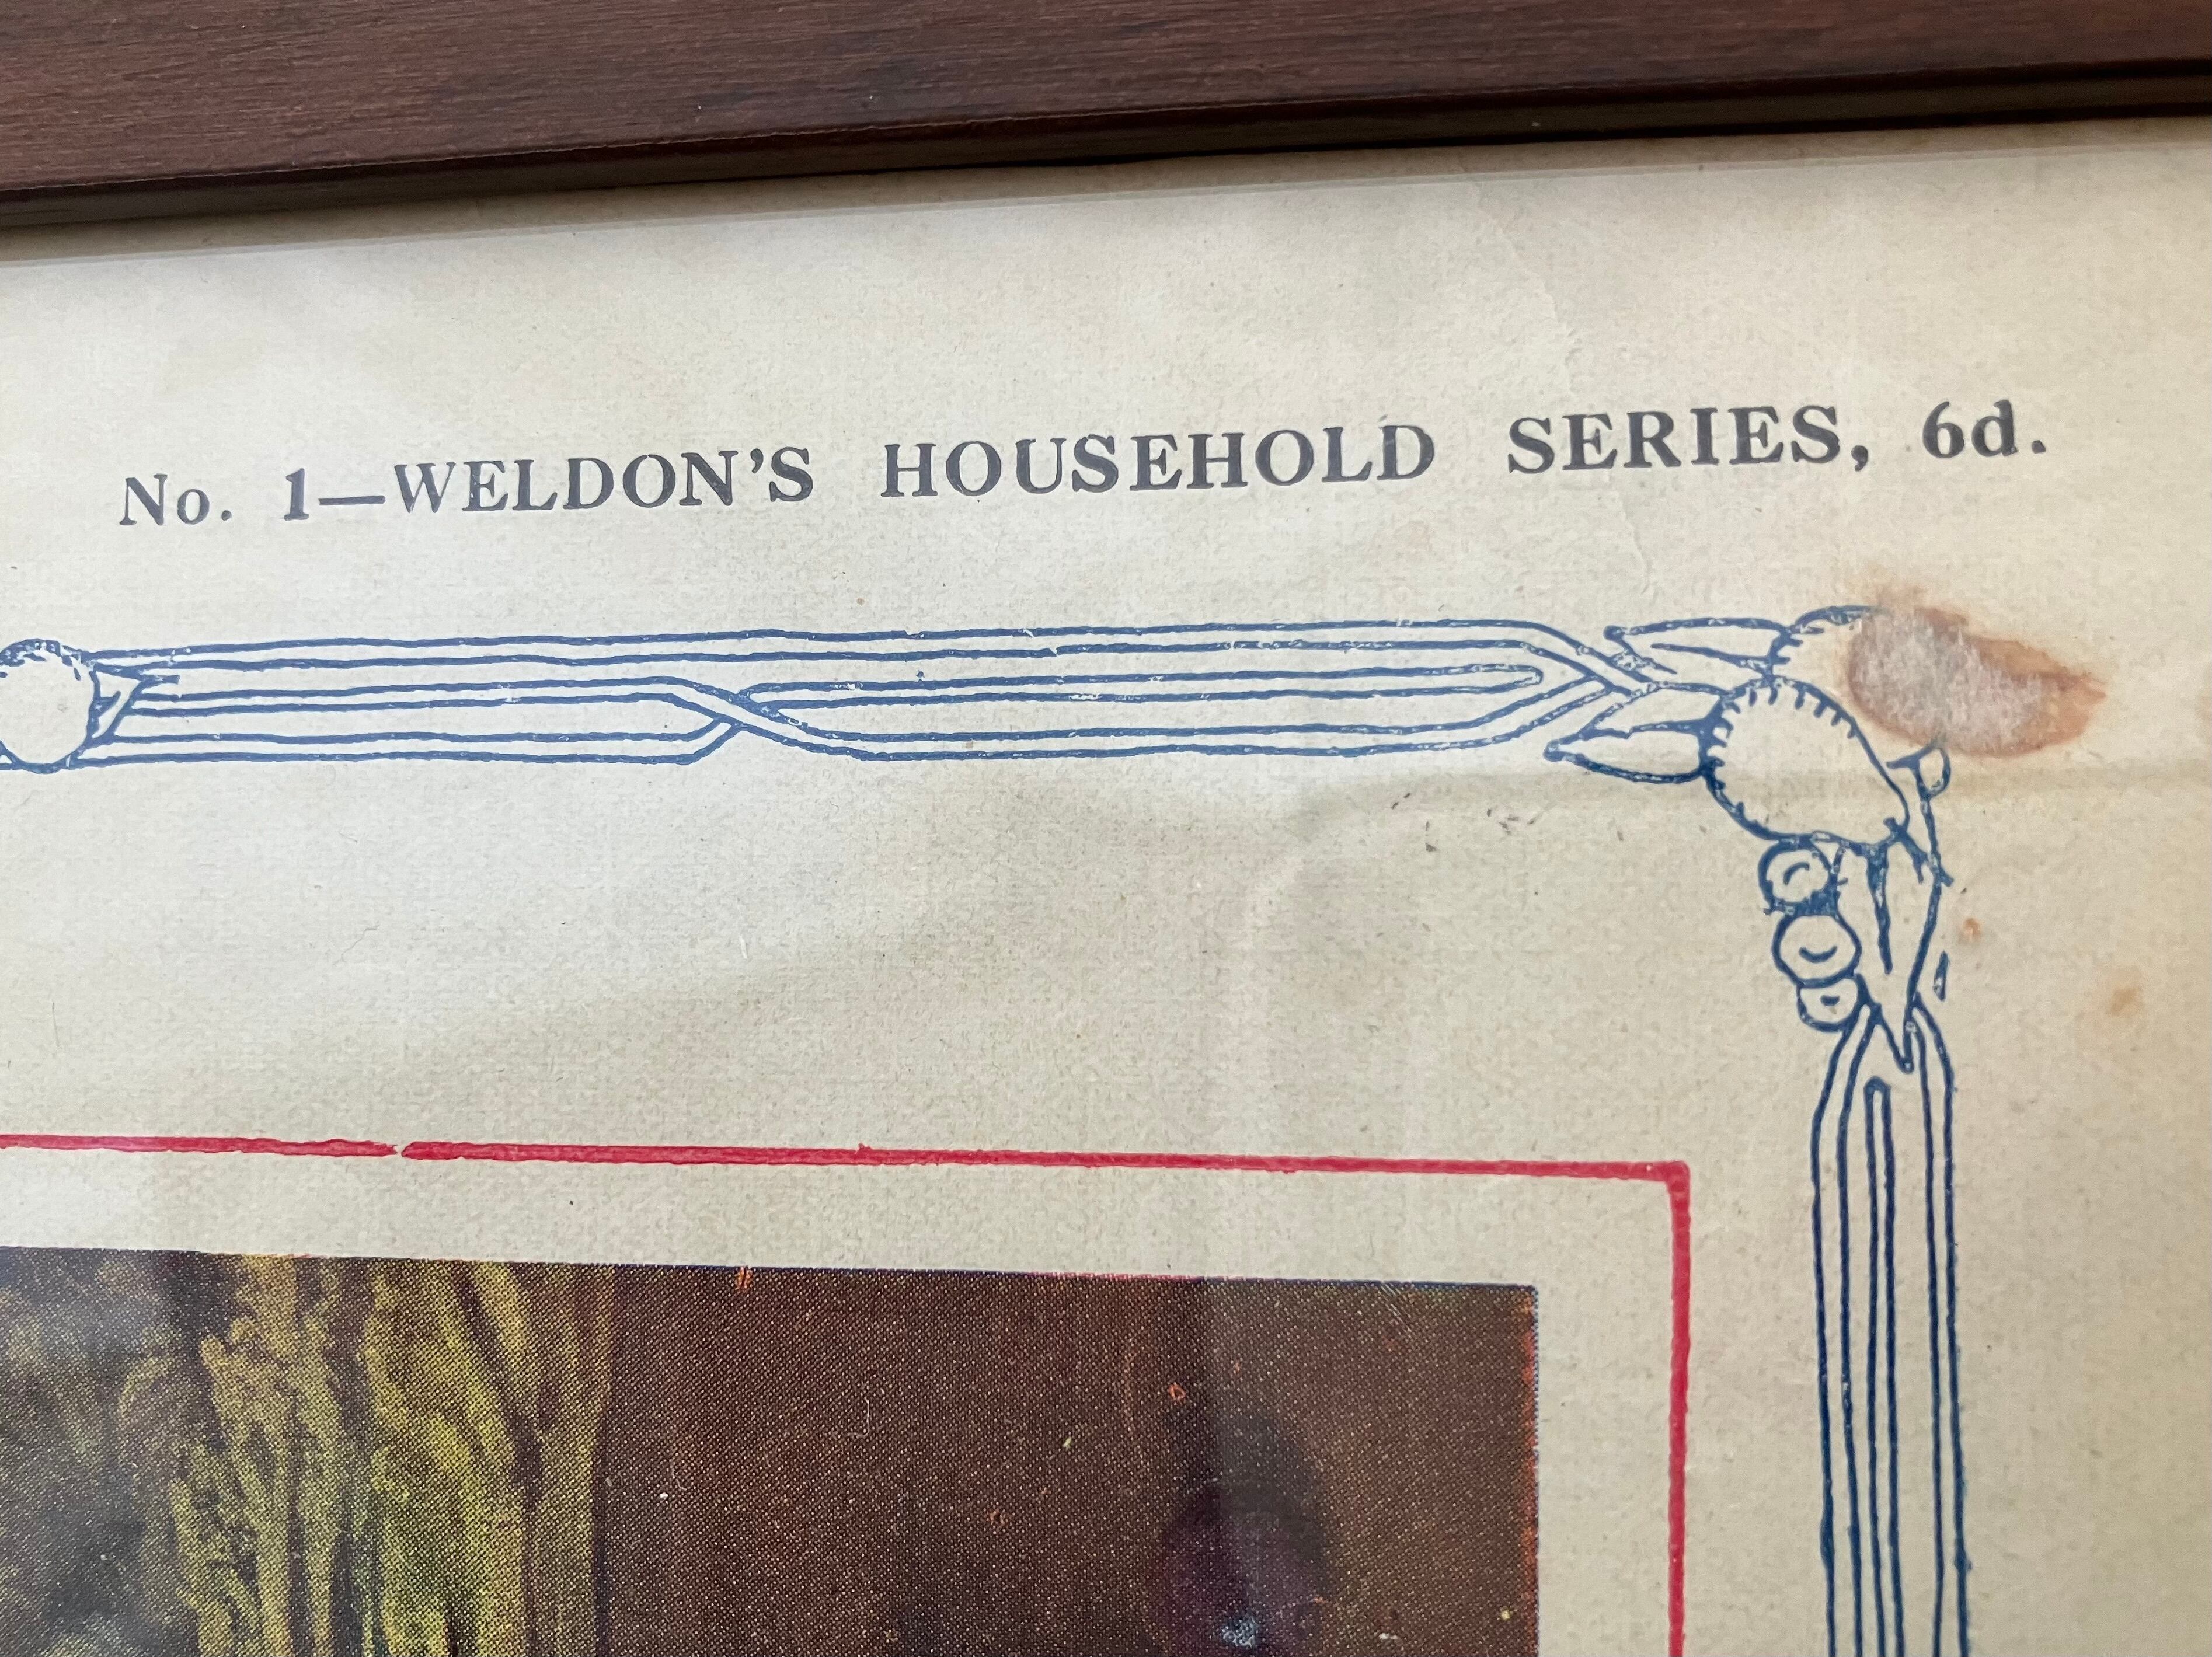 No. 1—WELDON'S HOUSEHOLD SERIES, 6d.